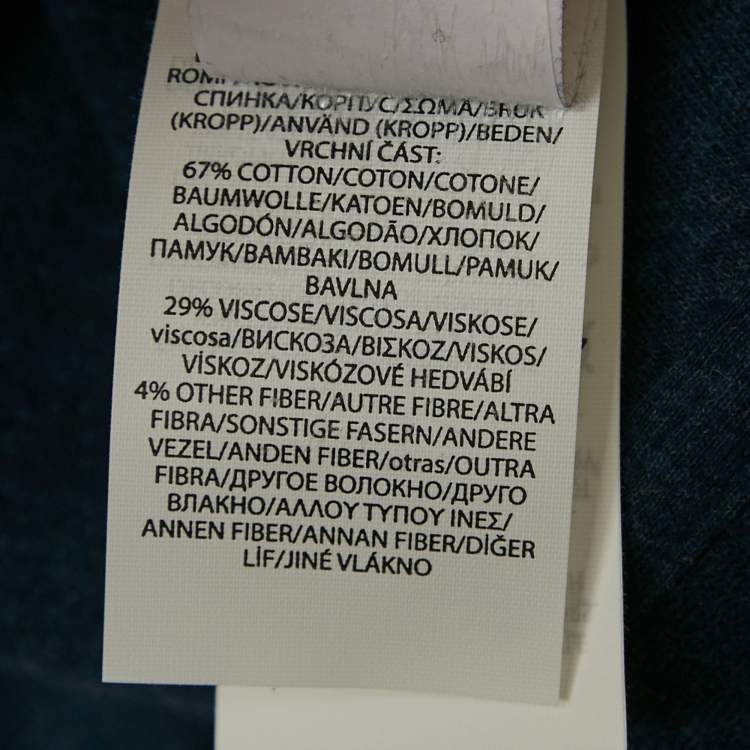 СПИНКА/КОРПУС/ΣΩΜΑ/BRUK
(KROPP)/ANVÄND (KROPP)/BEDEN/
VRCHNÍ ČÁST:
67% COTTON/COTON/COTONE/
BAUMWOLLE/KATOEN/BOMULD/
ALGODÓN/ALGODÃO/ХЛОПОК/
ПАМУК/BAMBAKI/BOMULL/PAMUK/
BAVLNA
29% VISCOSE/VISCOSA/VISKOSE/
viscosa/ВИСКОЗА/ΒΙΣΚΟΖ/VISKOS/
VİSKOZ/VISKÓZOVÉ HEDVÁBÍ
4% OTHER FIBER/AUTRE FIBRE/ALTRA
FIBRA/SONSTIGE FASERN/ANDERE
VEZEL/ANDEN FIBER/otras/OUTRA
FIBRA/ДРУГОЕ ВОЛОКНО/ДРУГО
ВЛАКНО/ΑΛΛΟΥ ΤΥΠΟΥ ΙΝΕΣ/
ANNEN FIBER/ANNAN FIBER/DİĞER
LİF/JINÉ VLÁKNO